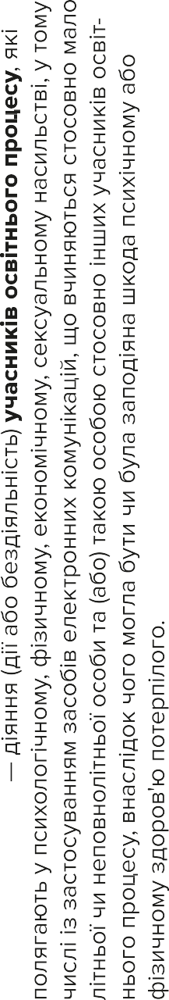 — діяння (дії або бездіяльність) учасників освітнього процесу, які
полягають у психологічному, фізичному, економічному, сексуальному насильстві, у тому
числі із застосуванням засобів електронних комунікацій, що вчиняються стосовно мало
літньої чи неповнолітньої особи та (або) такою особою стосовно інших учасників освіт-
нього процесу, внаслідок чого могла бути чи була заподіяна шкода психічному або
фізичному здоров'ю потерпілого.